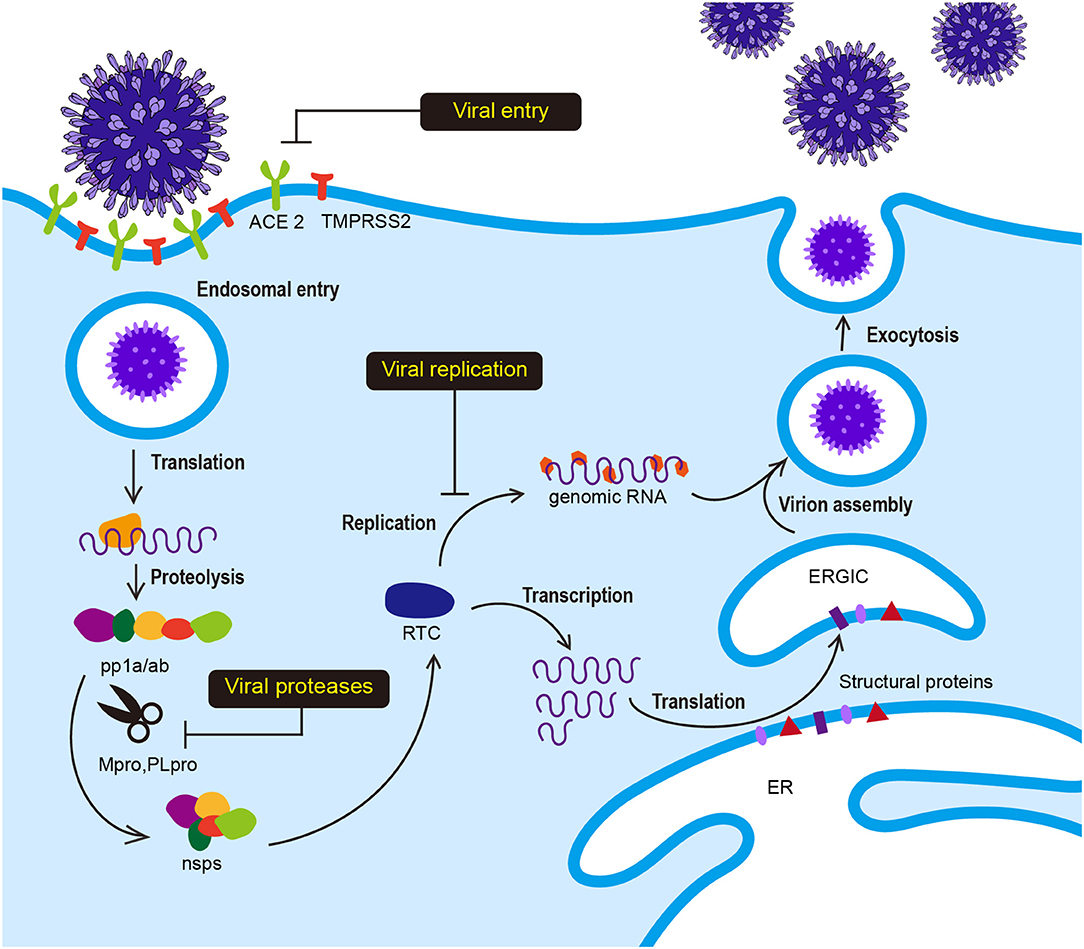 Viral entry
ACE 2
TMPRSS2
Endosomal entry
Exocytosis
Viral replication
Translation
genomic RNA
Virion assembly
Replication
Proteolysis
ERGIC
Transcription
RTC
pp1a/ab
Viral proteases
Structural proteins
Translation
Mpro,PLpro
ER
nsps